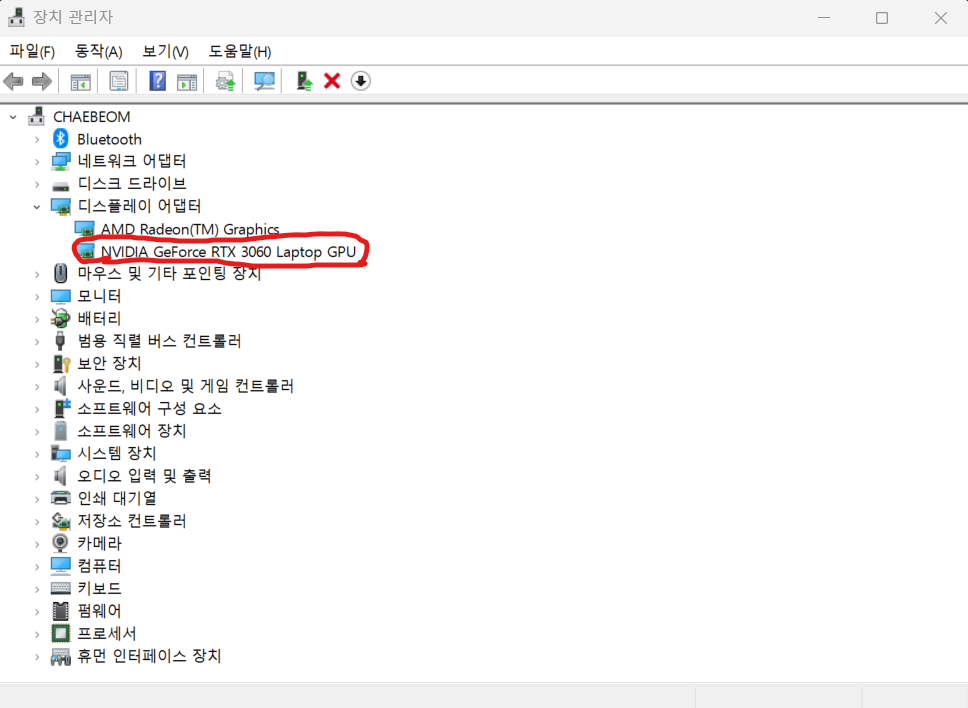 장치 관리자
파일(F) 동작(A) 보기(V) 도움말(H)
CHAEBEOM
Bluetooth
네트워크 어댑터
디스크 드라이브
디스플레이 어댑터
AMD Radeon(TM) Graphics
NVIDIA GeForce RTX 3060 Laptop GPU
마우스 및 기타 포인팅 장치
모니터
배터리
범용 직렬 버스 컨트롤러
보안 장치
사운드, 비디오 및 게임 컨트롤러
소프트웨어 구성 요소
소프트웨어 장치
시스템 장치
오디오 입력 및 출력
인쇄 대기열
저장소 컨트롤러
카메라
컴퓨터
키보드
펌웨어
프로세서
휴먼 인터페이스 장치